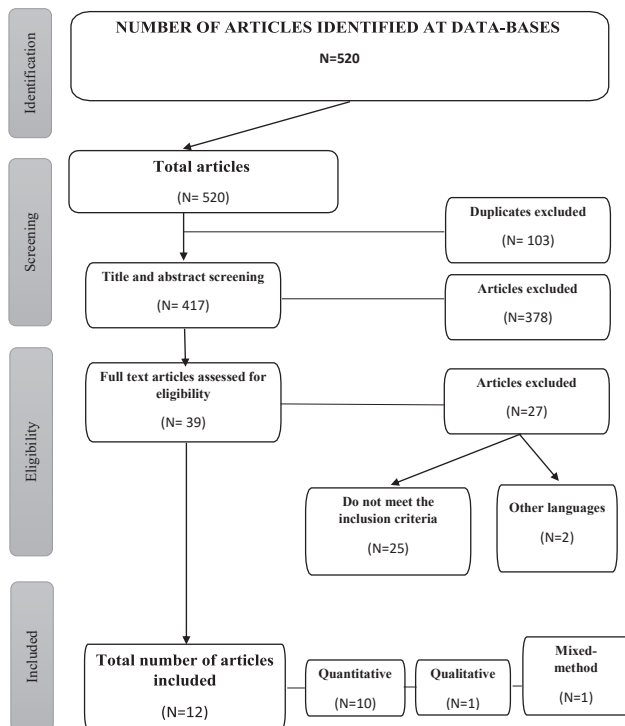 Identification
NUMBER OF ARTICLES IDENTIFIED AT DATA-BASES
N=520
Screening
Total articles
(N= 520)
Duplicates excluded
(N= 103)
Title and abstract screening
(N= 417)
Articles excluded
(N=378)
Eligibility
Full text articles assessed for
eligibility
(N= 39)
Articles excluded
(N=27)
Do not meet the
inclusion criteria
(N=25)
Other languages
(N=2)
Included
Total number of articles
included
(N=12)
Quantitative
(N=10)
Qualitative
(N=1)
Mixed-
method
(N=1)